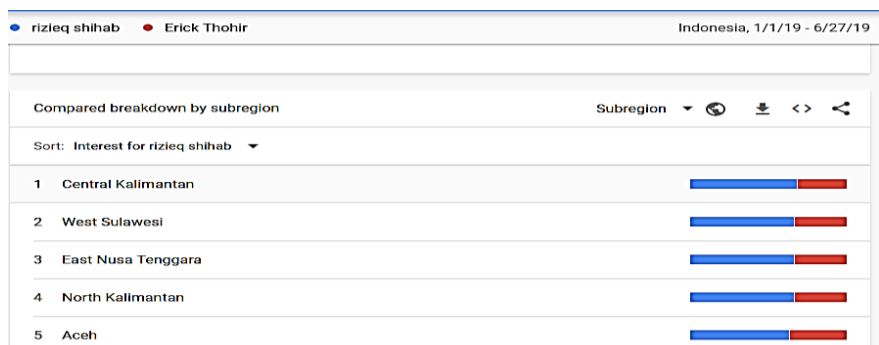 rizieq shihab Erick Thohir Indonesia, 1/1/19 - 6/27/19
Compared breakdown by subregion Subregion
Sort: Interest for rizieq shihab
1 Central Kalimantan
2 West Sulawesi
3 East Nusa Tenggara
4 North Kalimantan
5 Aceh